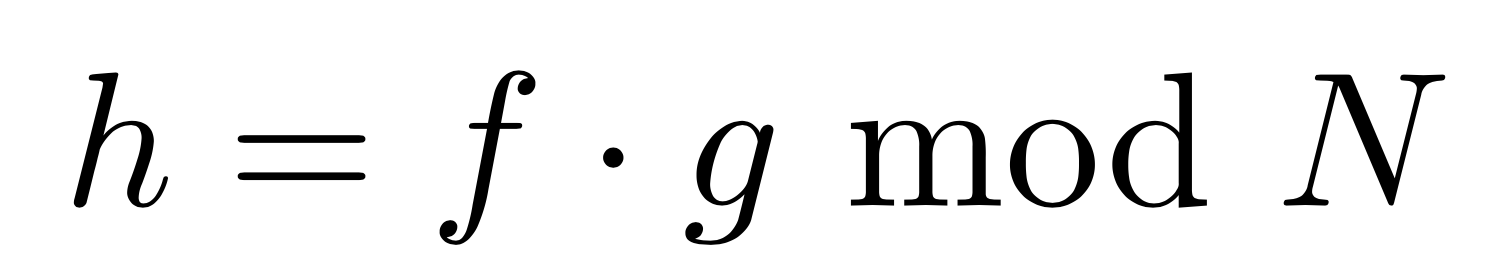 h = f · g mod N